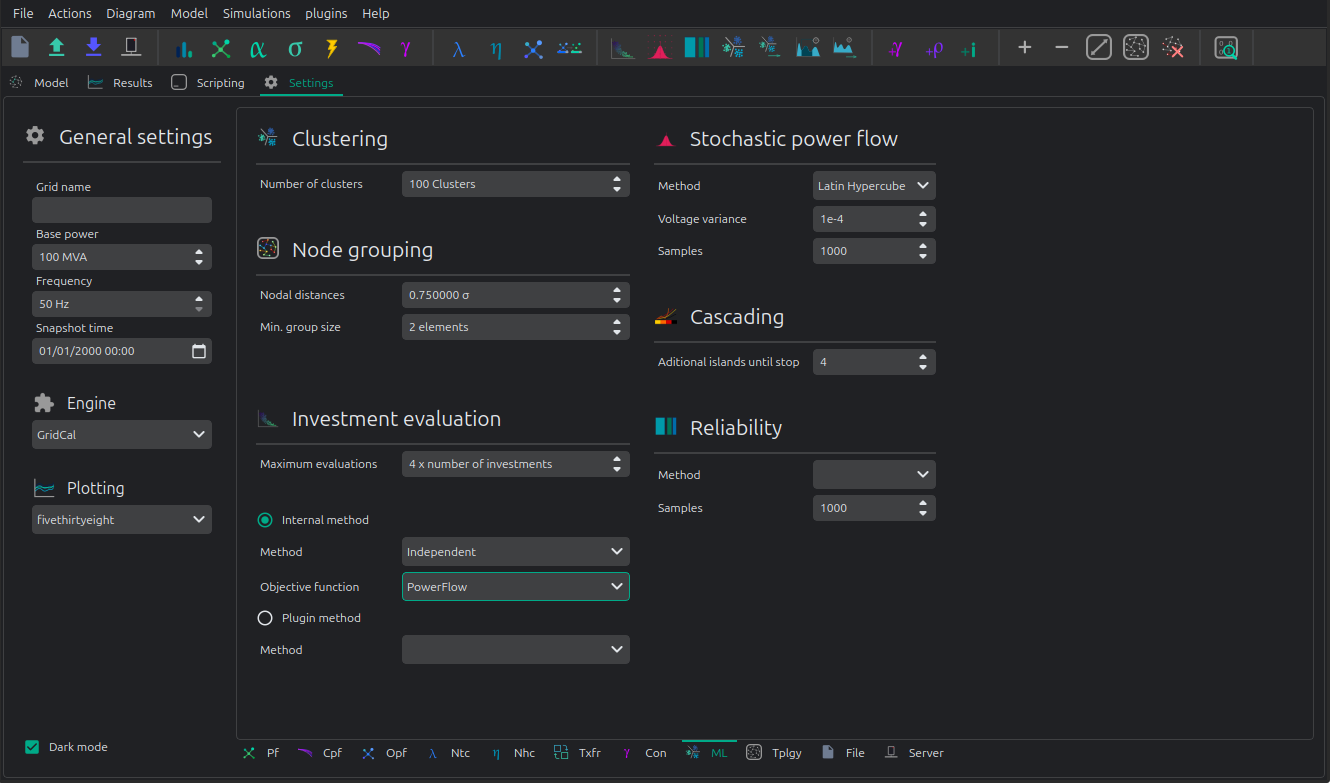 File Actions Diagram Model Simulations plugins Help
α σ γ λ η +γ +ρ +i
Model Results Scripting Settings
General settings
Grid name
Base power
100 MVA
Frequency
50 Hz
Snapshot time
01/01/2000 00:00
Engine
GridCal
Plotting
fivethirtyeight
Dark mode
Clustering
Number of clusters 100 Clusters
Node grouping
Nodal distances 0.750000 σ
Min. group size 2 elements
Investment evaluation
Maximum evaluations 4 x number of investments
Internal method
Method Independent
Objective function PowerFlow
Plugin method
Method
Stochastic power flow
Method Latin Hypercube
Voltage variance 1e-4
Samples 1000
Cascading
Aditional islands until stop 4
Reliability
Method
Samples 1000
Pf Cpf Opf λ Ntc η Nhc Txfr γ Con ML Tplgy File Server